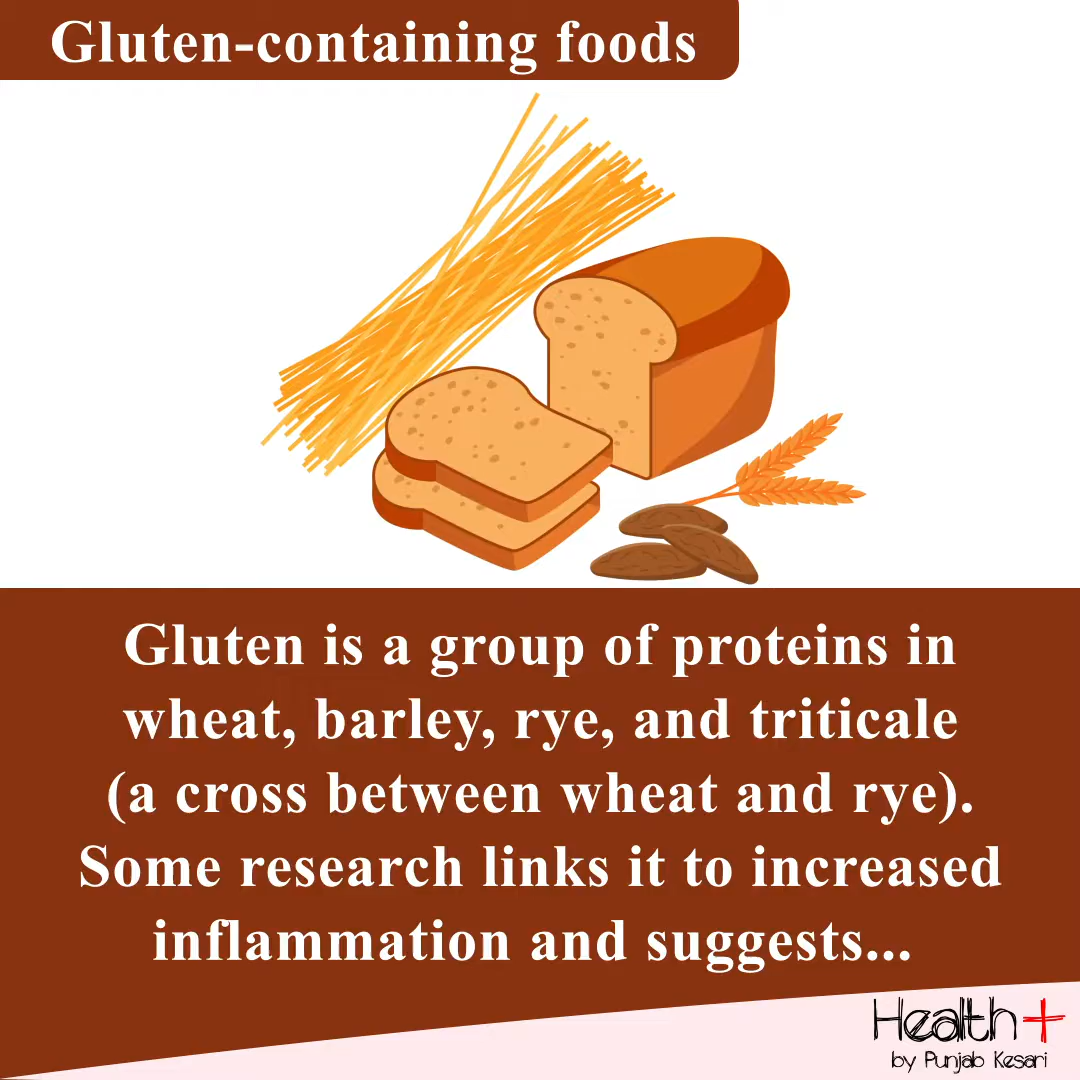 Gluten-containing foods
Gluten is a group of proteins in
wheat, barley, rye, and triticale
(a cross between wheat and rye).
Some research links it to increased
inflammation and suggests...
Health+
by Punjab Kesari